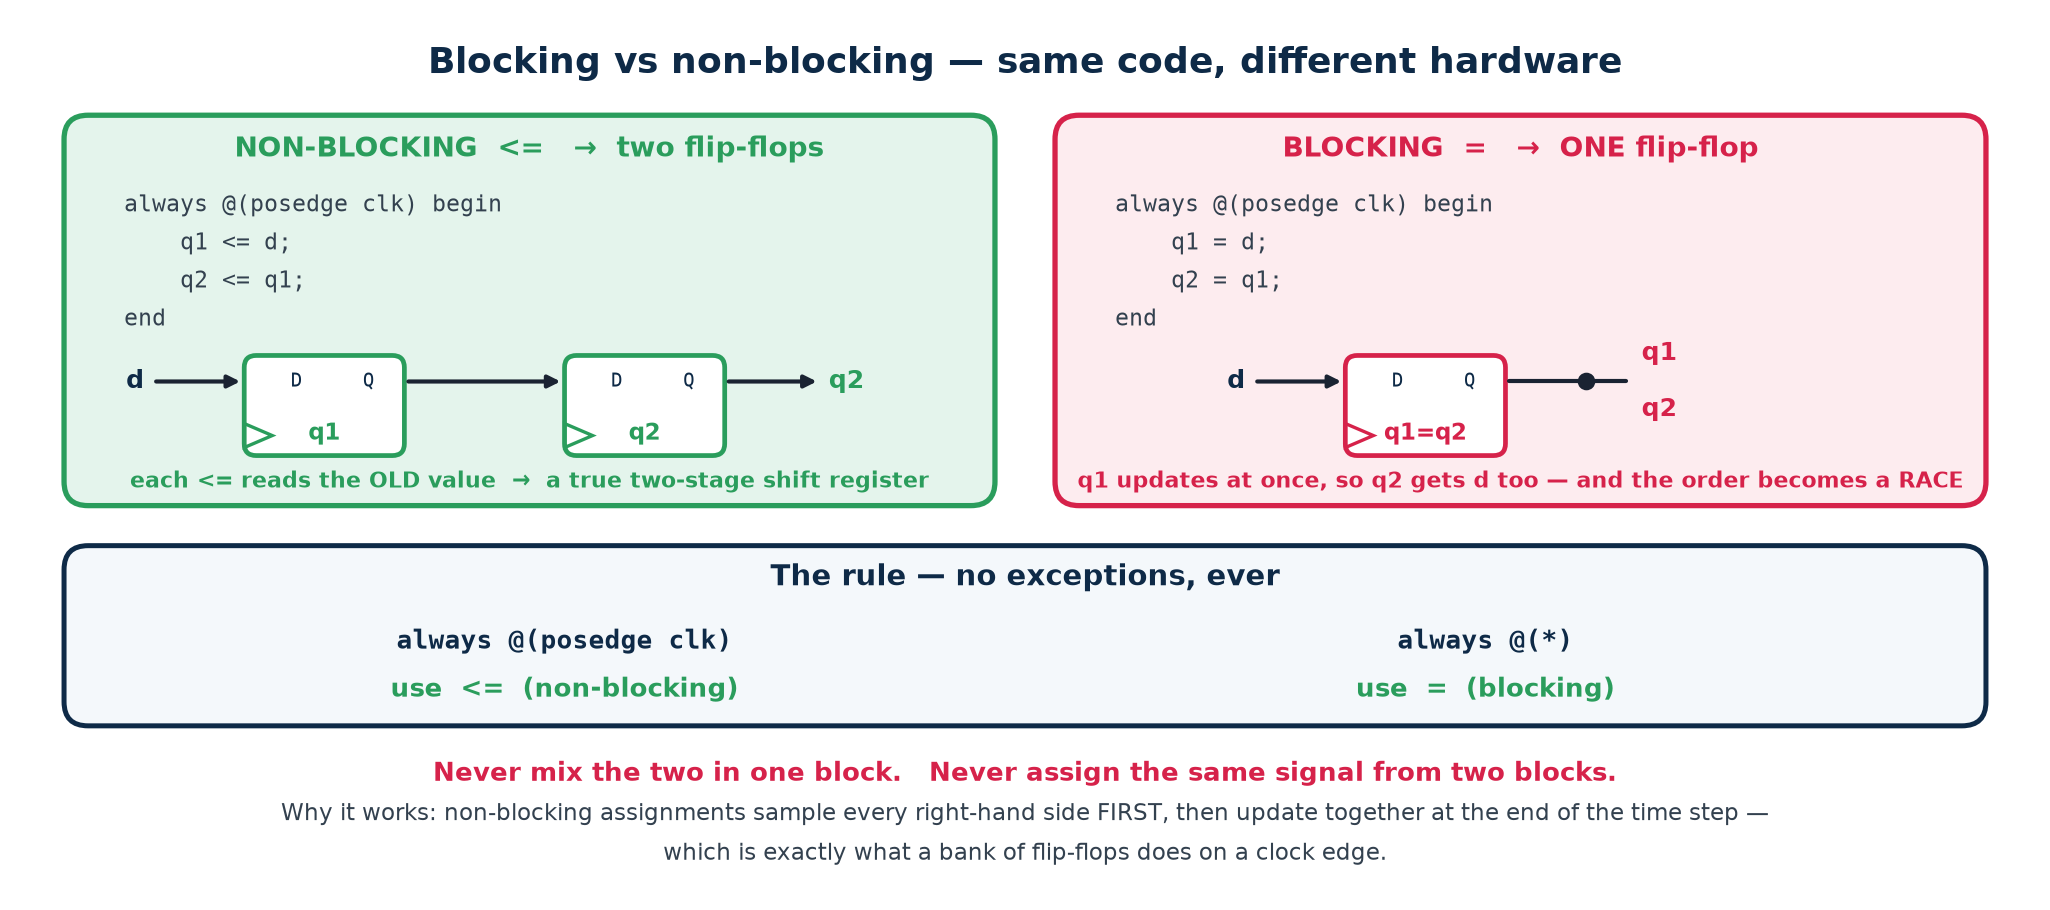 Blocking vs non-blocking — same code, different hardware
NON-BLOCKING <= → two flip-flops
always @(posedge clk) begin
    q1 <= d;
    q2 <= q1;
end
d
D Q
q1
D Q
q2
q2
each <= reads the OLD value → a true two-stage shift register
BLOCKING = → ONE flip-flop
always @(posedge clk) begin
    q1 = d;
    q2 = q1;
end
d
D Q
q1=q2
q1
q2
q1 updates at once, so q2 gets d too — and the order becomes a RACE
The rule — no exceptions, ever
always @(posedge clk)
use <= (non-blocking)
always @(*)
use = (blocking)
Never mix the two in one block. Never assign the same signal from two blocks.
Why it works: non-blocking assignments sample every right-hand side FIRST, then update together at the end of the time step —
which is exactly what a bank of flip-flops does on a clock edge.